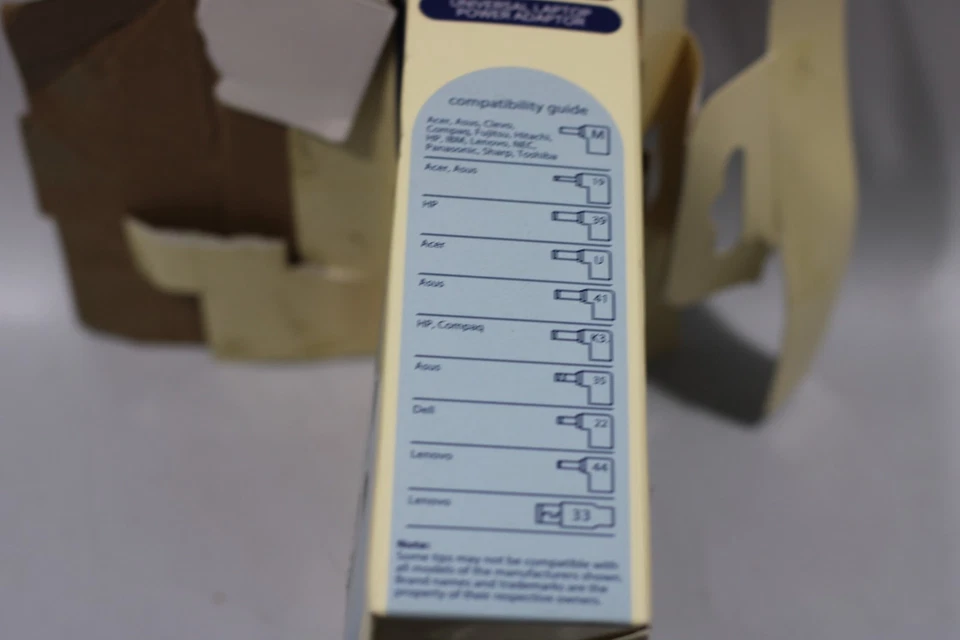 UNIVERSAL LAPTOP
POWER ADAPTOR
compatibility guide
Acer, Asus, Clevo,
Compaq, Fujitsu, Hitachi,
HP, IBM, Lenovo, NEC,
Panasonic, Sharp, Toshiba
M
Acer, Asus
19
HP
39
Acer
U
Asus
41
HP, Compaq
K3
Asus
35
Dell
22
Lenovo
44
Lenovo
33
Note:
Some tips may not be compatible with
all models of the manufacturers shown.
Brand names and trademarks are the
property of their respective owners.